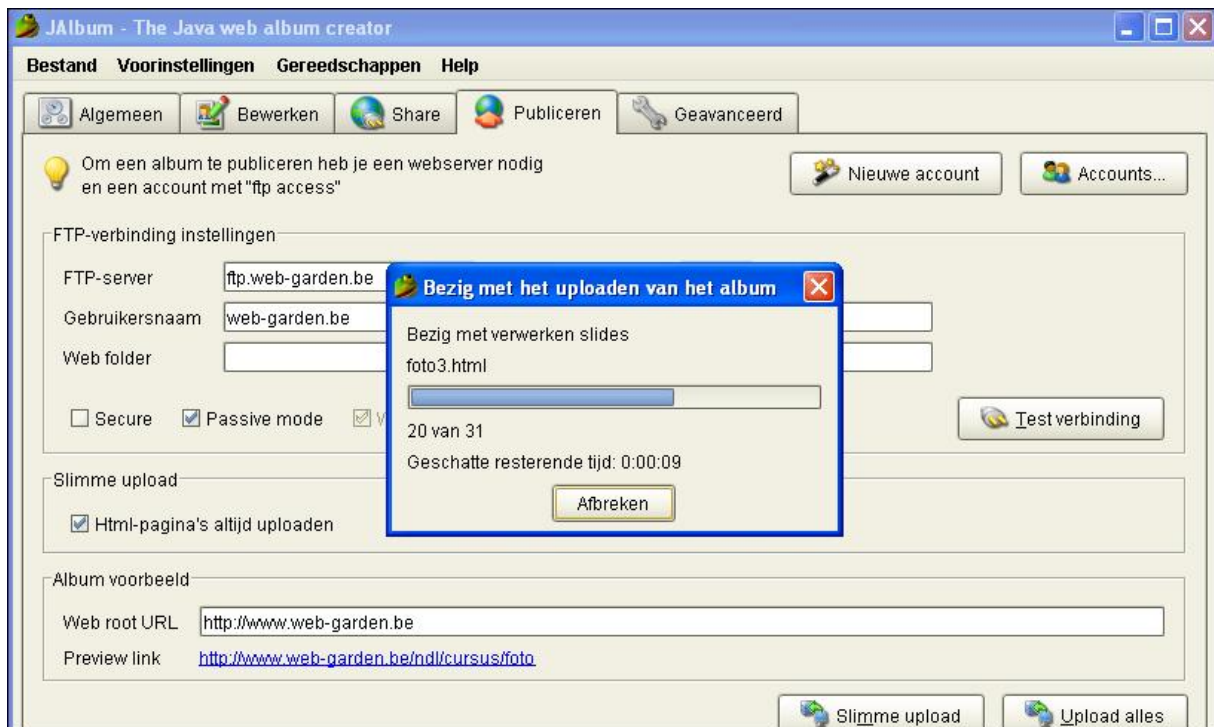 JAlbum - The Java web album creator
Bestand Voorinstellingen Gereedschappen Help
Algemeen Bewerken Share Publiceren Geavanceerd
Om een album te publiceren heb je een webserver nodig
en een account met "ftp access"
Nieuwe account Accounts...
FTP-verbinding instellingen
FTP-server ftp.web-garden.be
Gebruikersnaam web-garden.be
Web folder
Secure Passive mode
Test verbinding
Bezig met het uploaden van het album
Bezig met verwerken slides
foto3.html
20 van 31
Geschatte resterende tijd: 0:00:09
Afbreken
Slimme upload
Html-pagina's altijd uploaden
Album voorbeeld
Web root URL http://www.web-garden.be
Preview link http://www.web-garden.be/ndl/cursus/foto
Slimme upload Upload alles